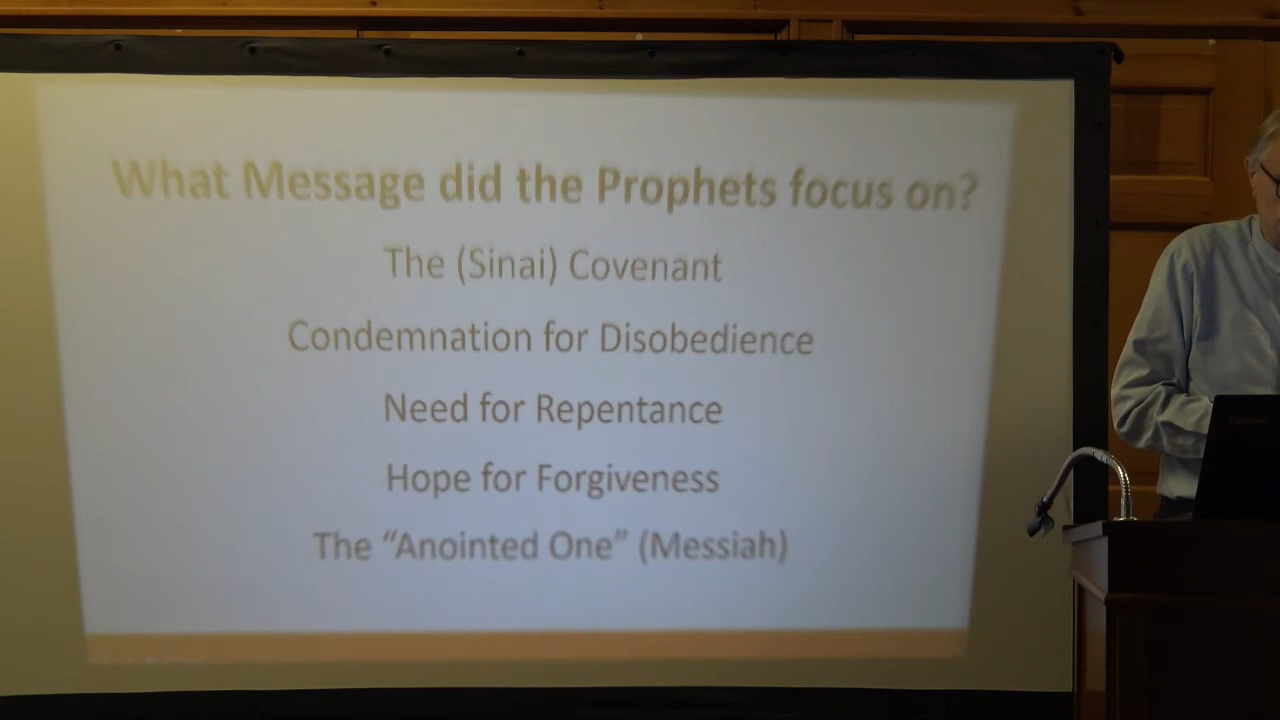 What Message did the Prophets focus on?
The (Sinai) Covenant
Condemnation for Disobedience
Need for Repentance
Hope for Forgiveness
The “Anointed One” (Messiah)